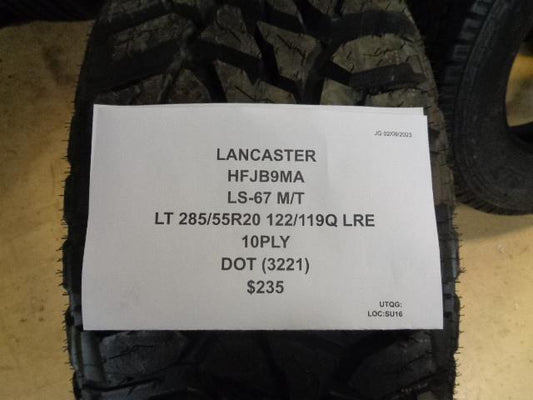 JG 02/08/2023
LANCASTER
HFJB9MA
LS-67 M/T
LT 285/55R20 122/119Q LRE
10PLY
DOT (3221)
$235
UTQG:
LOC:SU16